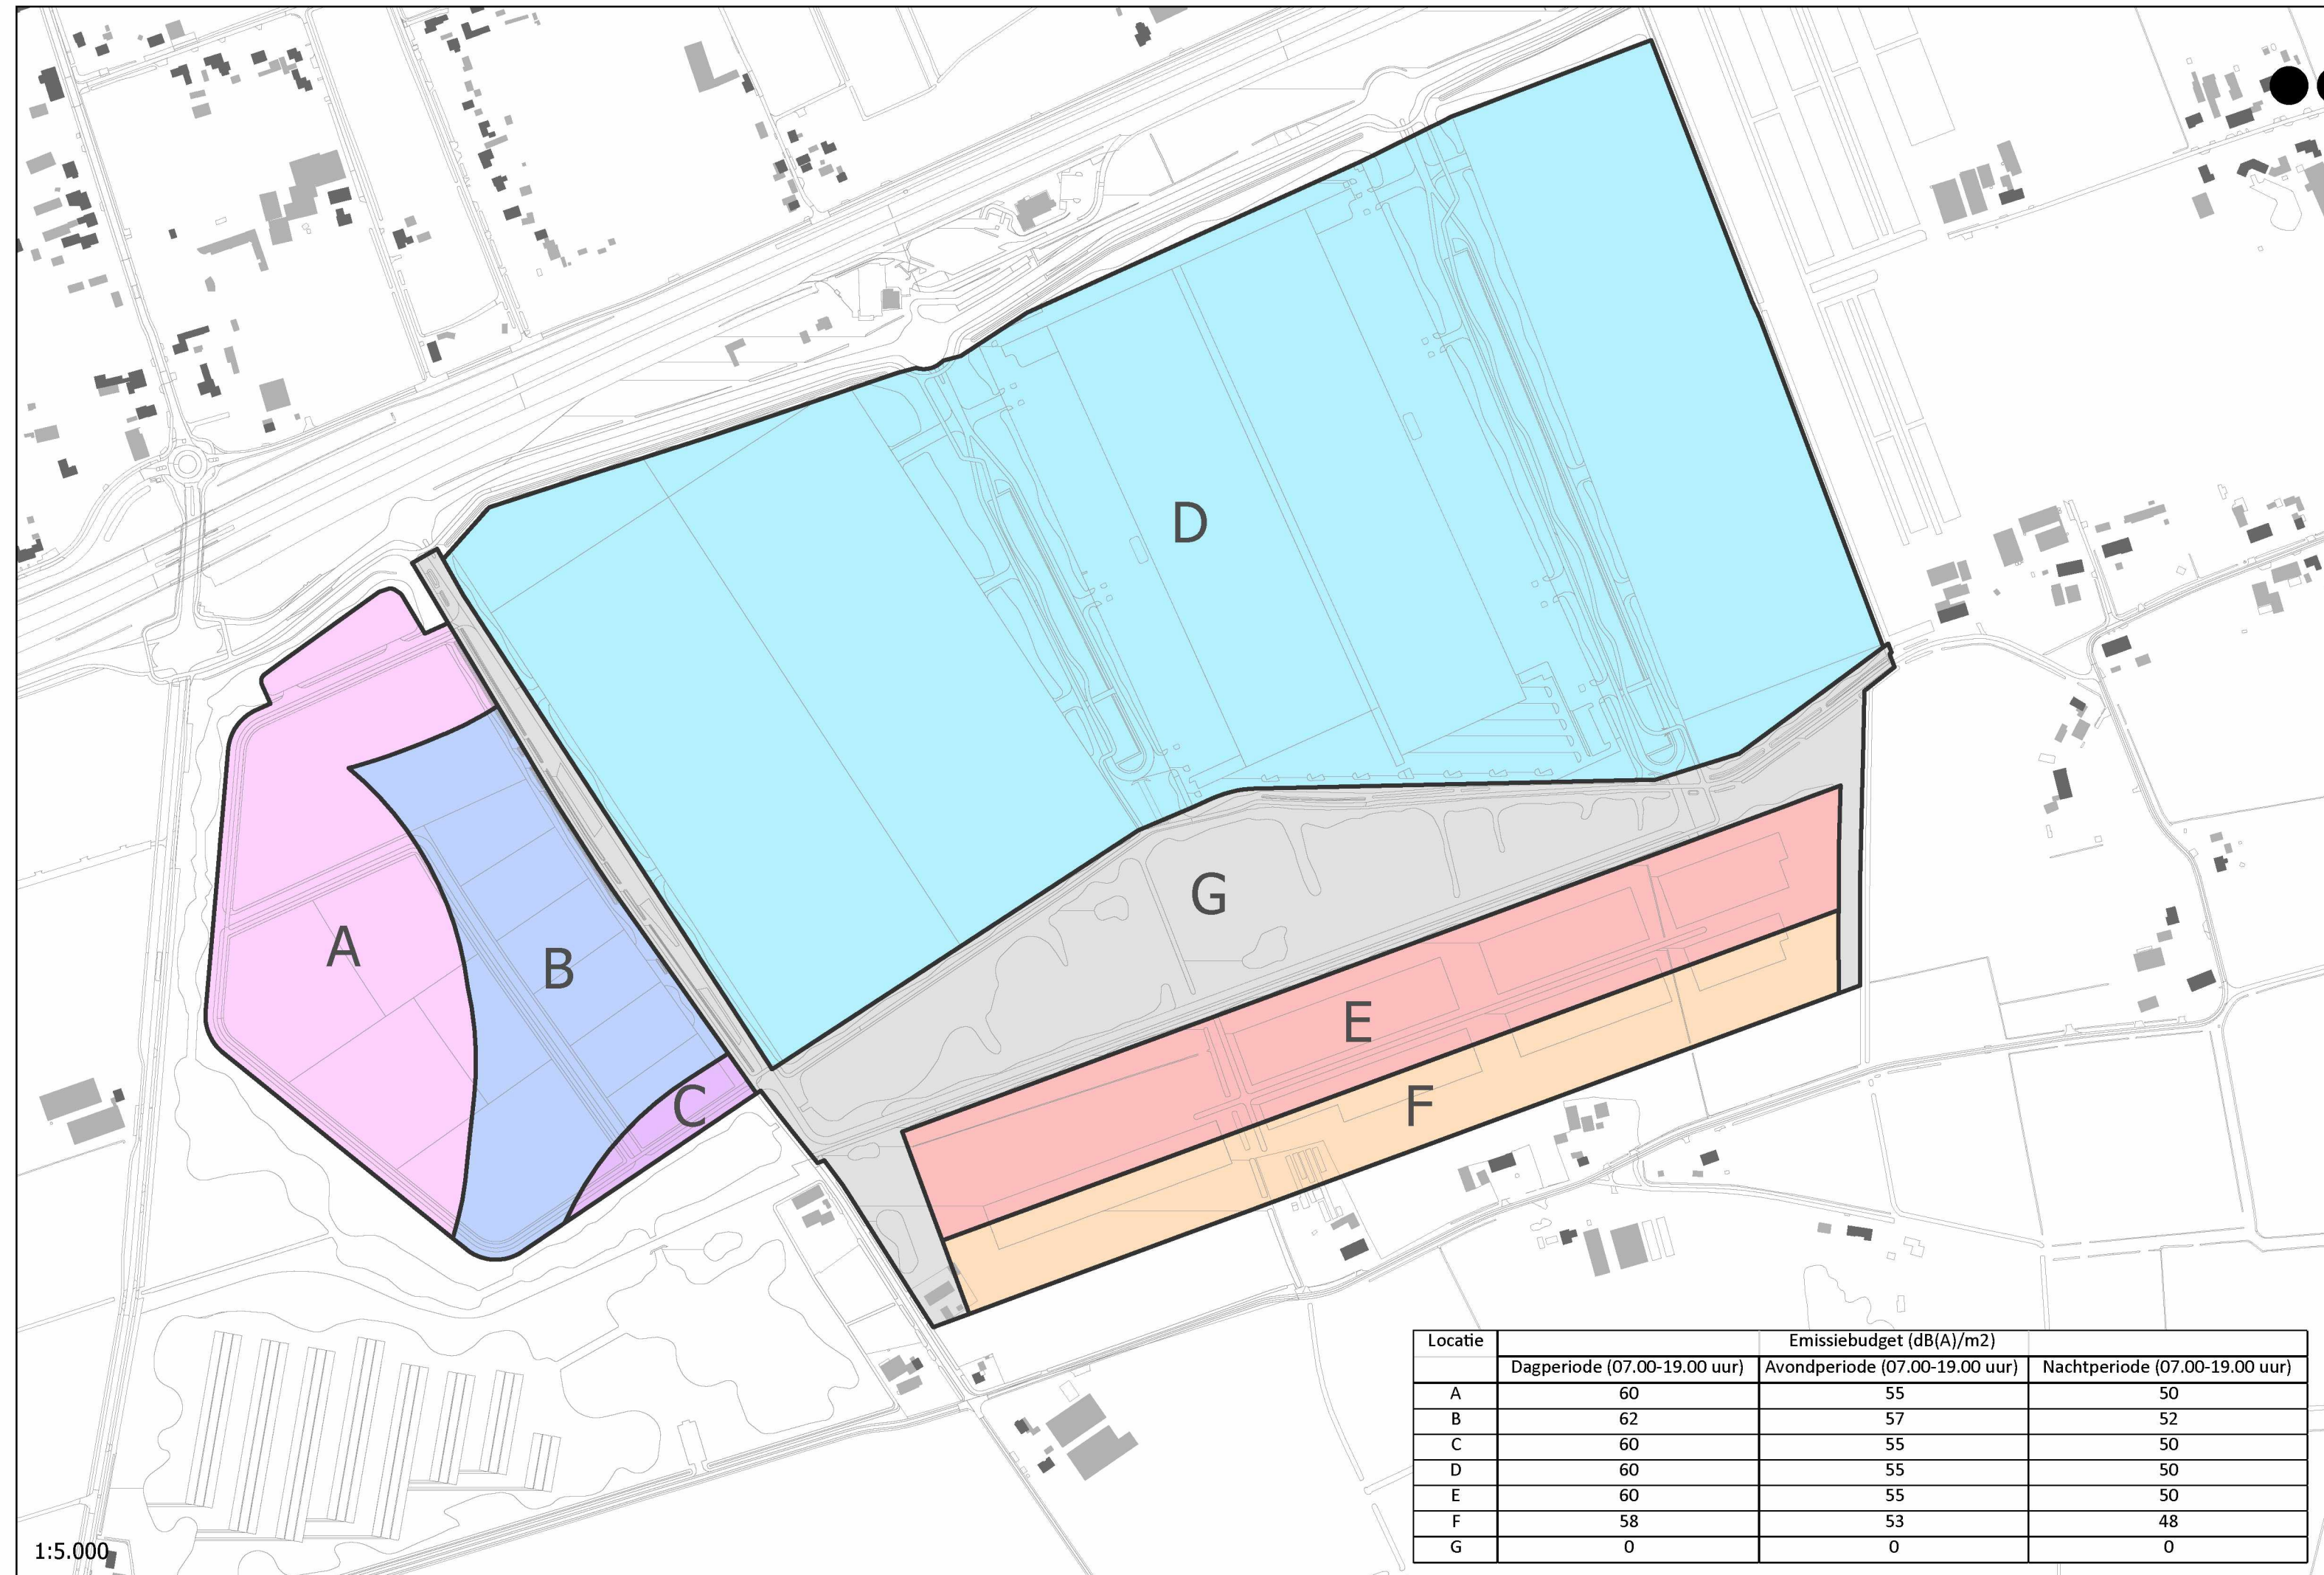 D
G
A
B
E
C
F
Locatie Emissiebudget (dB(A)/m2)
Dagperiode (07.00-19.00 uur) Avondperiode (07.00-19.00 uur) Nachtperiode (07.00-19.00 uur)
A 60 55 50
B 62 57 52
C 60 55 50
D 60 55 50
E 60 55 50
F 58 53 48
G 0 0 0
1:5.000